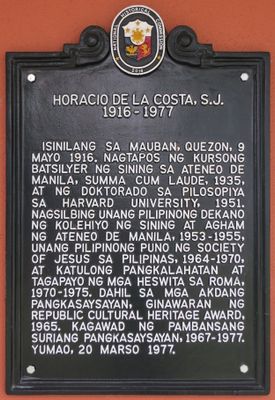 NATIONAL HISTORICAL COMMISSION
HORACIO DE LA COSTA, S.J.
1916-1977
ISINILANG SA MAUBAN, QUEZON, 9
MAYO 1916. NAGTAPOS NG KURSONG
BATSILYER NG SINING SA ATENEO DE
MANILA, SUMMA CUM LAUDE, 1935,
AT NG DOKTORADO SA PILOSOPIYA
SA HARVARD UNIVERSITY, 1951.
NAGSILBING UNANG PILIPINONG DEKANO
NG KOLEHIYO NG SINING AT AGHAM
NG ATENEO DE MANILA, 1953-1955,
UNANG PILIPINONG PUNO NG SOCIETY
OF JESUS SA PILIPINAS, 1964-1970,
AT KATULONG PANGKALAHATAN AT
TAGAPAYO NG MGA HESWITA SA ROMA,
1970-1975. DAHIL SA MGA AKDANG
PANGKASAYSAYAN, GINAWARAN NG
REPUBLIC CULTURAL HERITAGE AWARD,
1965. KAGAWAD NG PAMBANSANG
SURIANG PANGKASAYSAYAN, 1967-1977.
YUMAO, 20 MARSO 1977.